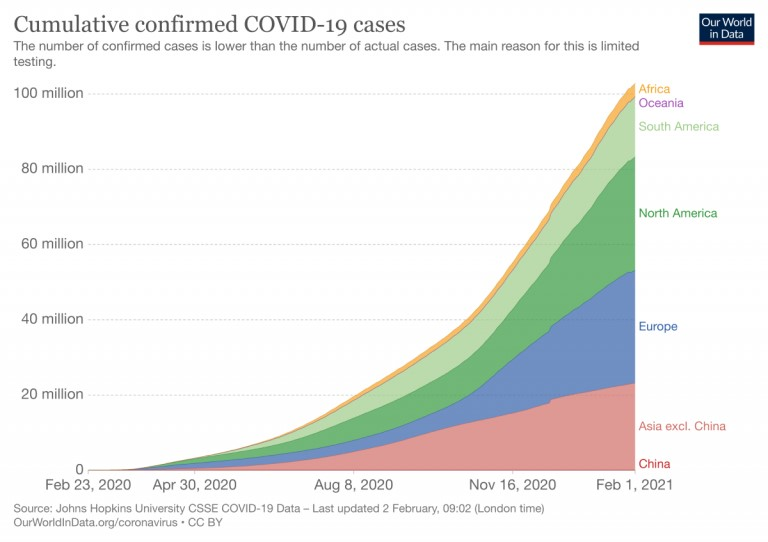 Cumulative confirmed COVID-19 cases
The number of confirmed cases is lower than the number of actual cases. The main reason for this is limited
testing.
Our World
in Data
100 million
80 million
60 million
40 million
20 million
0
Africa
Oceania
South America
North America
Europe
Asia excl. China
China
Feb 23, 2020
Apr 30, 2020
Aug 8, 2020
Nov 16, 2020
Feb 1, 2021
Source: Johns Hopkins University CSSE COVID-19 Data – Last updated 2 February, 09:02 (London time)
OurWorldInData.org/coronavirus • CC BY